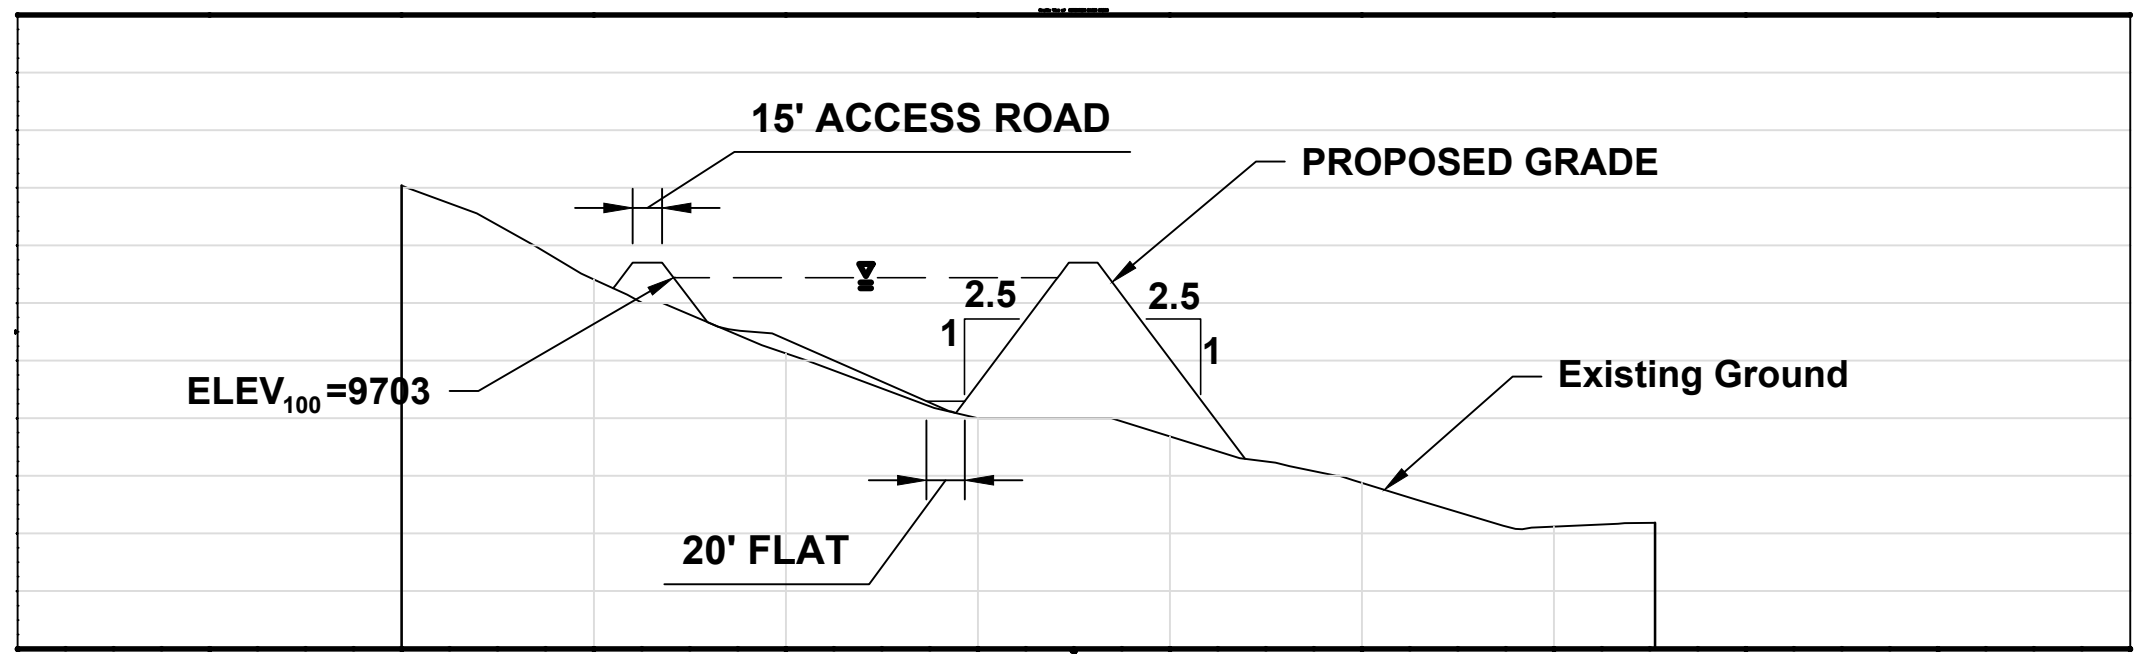 15' ACCESS ROAD
PROPOSED GRADE
2.5
1
2.5
1
ELEV100=9703
Existing Ground
20' FLAT